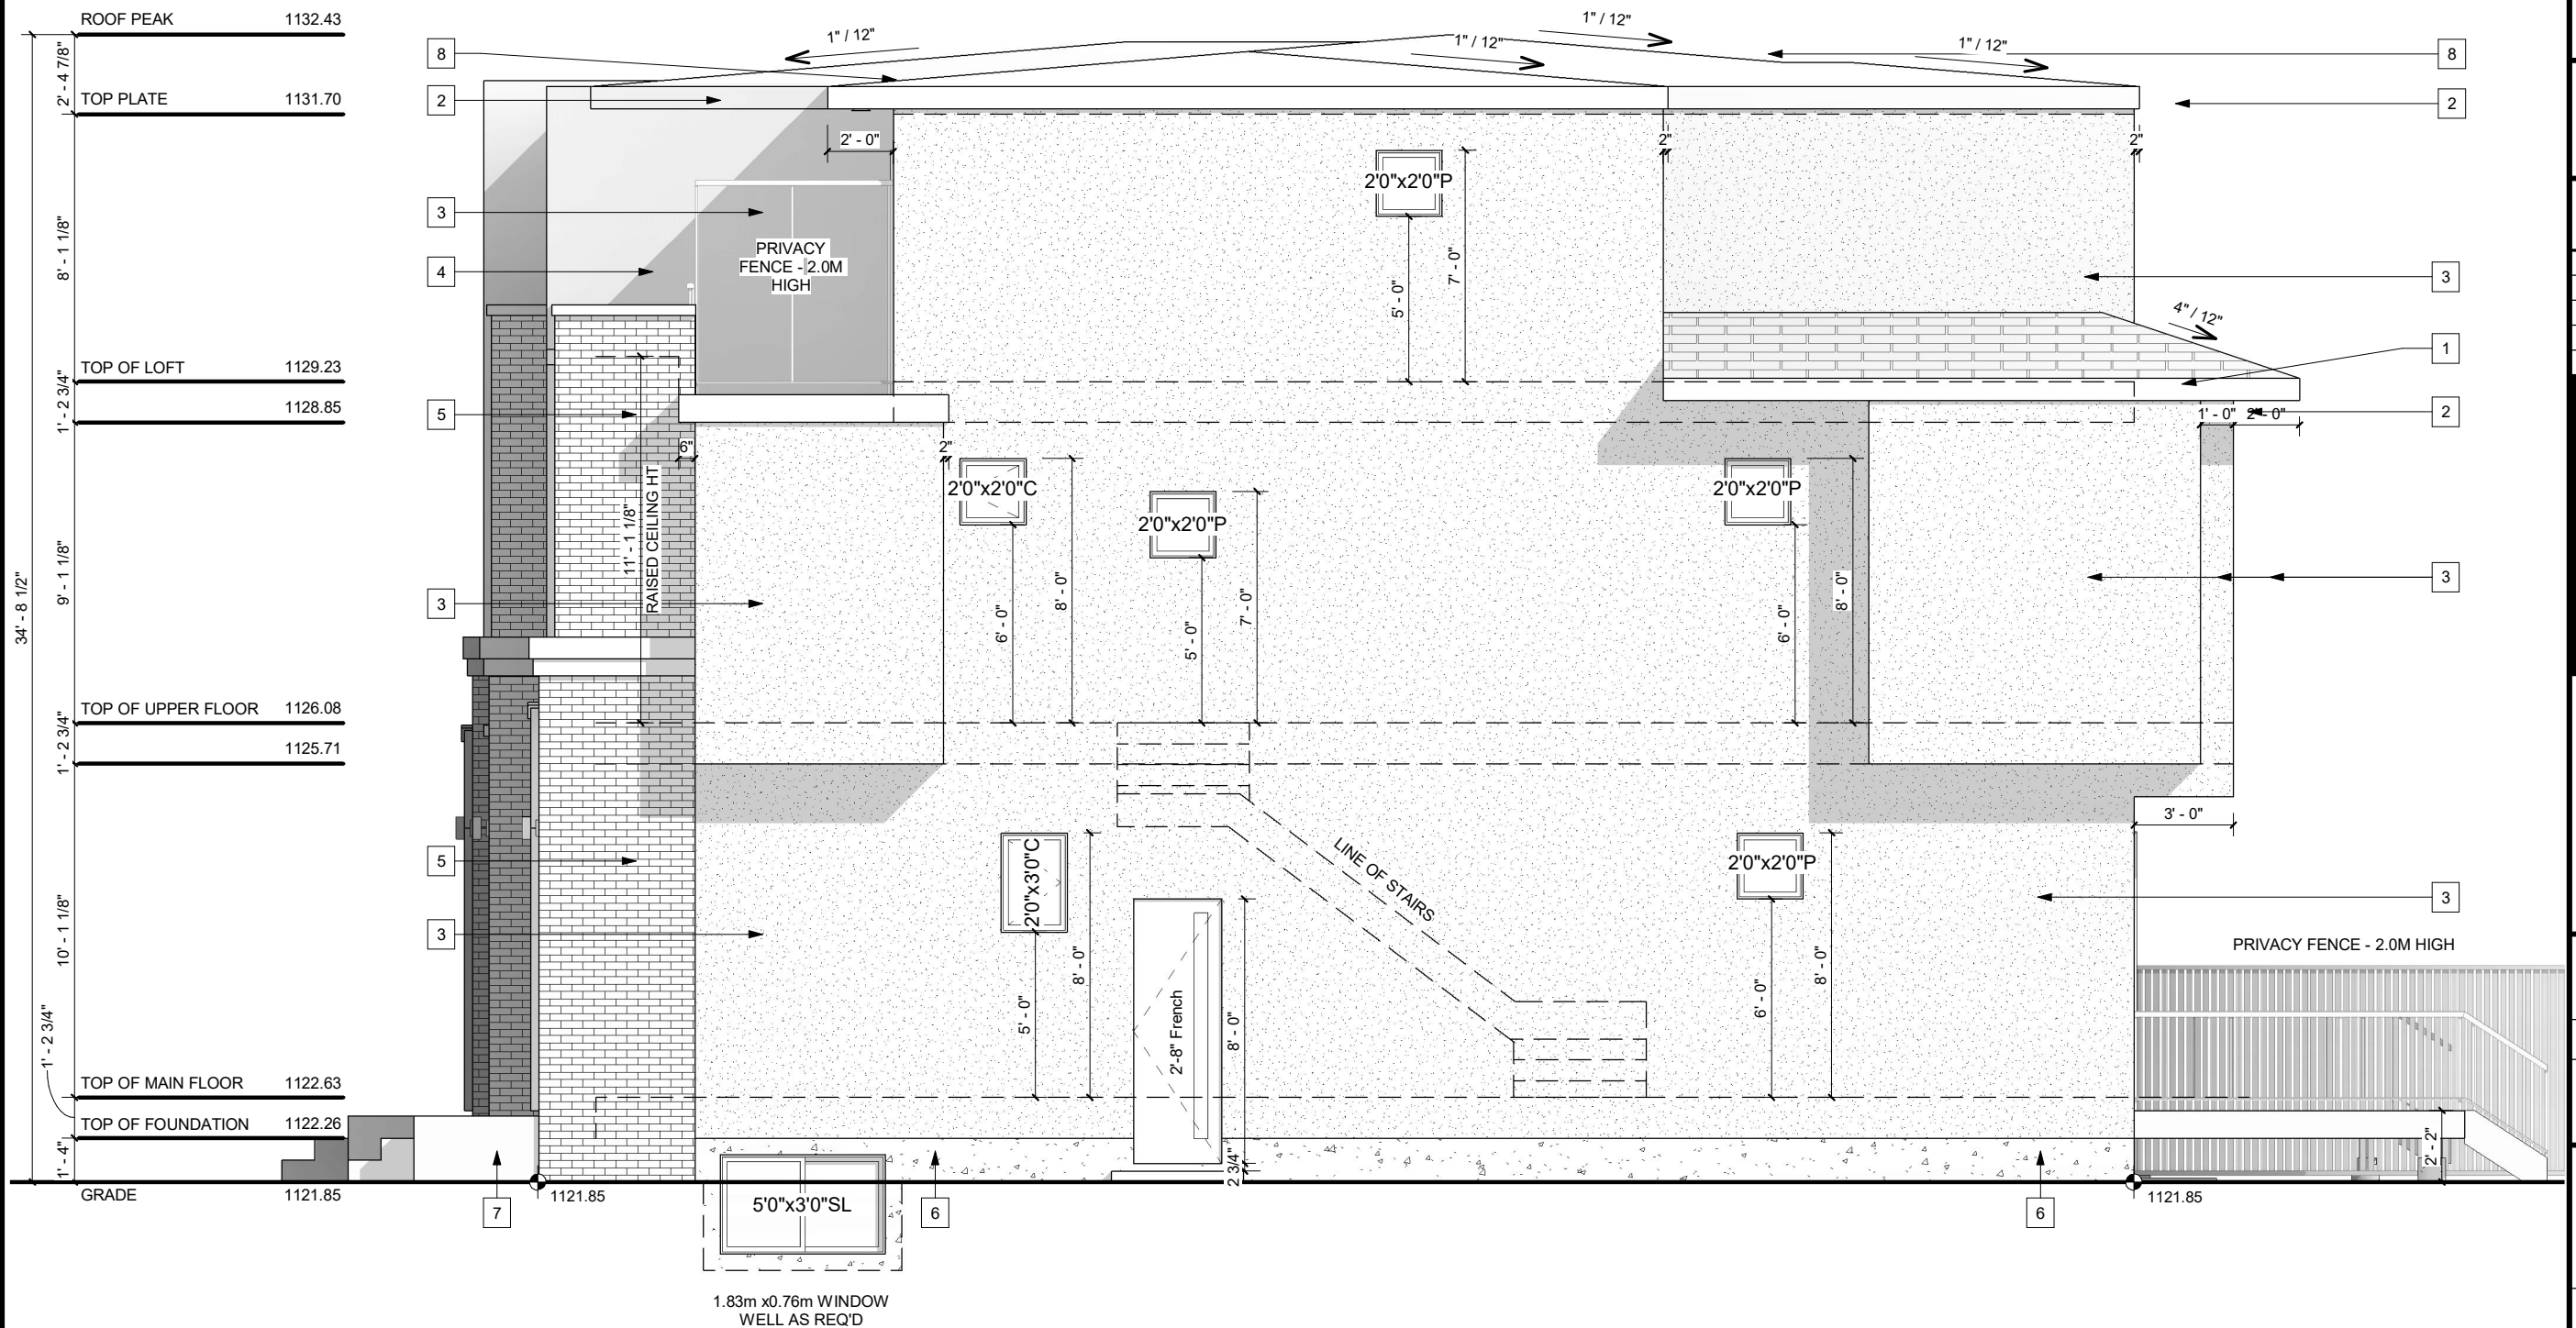 ROOF PEAK 1132.43
TOP PLATE 1131.70
TOP OF LOFT 1129.23
1128.85
TOP OF UPPER FLOOR 1126.08
1125.71
TOP OF MAIN FLOOR 1122.63
TOP OF FOUNDATION 1122.26
GRADE 1121.85
34' - 8 1/2"
2' - 4 7/8"
8' - 1 1/8"
1' - 2 3/4"
9' - 1 1/8"
1' - 2 3/4"
10' - 1 1/8"
1' - 2 3/4"
1' - 4"
8
2
3
4
5
3
5
3
7
6
6
8
2
3
1
2
3
3
1" / 12"
1" / 12"
1" / 12"
1" / 12"
4" / 12"
2' - 0"
2"
2"
PRIVACY
FENCE - 2.0M
HIGH
2'0"x2'0"P
5' - 0"
7' - 0"
6"
2"
11' - 1 1/8"
RAISED CEILING HT
2'0"x2'0"C
6' - 0"
8' - 0"
2'0"x2'0"P
5' - 0"
7' - 0"
2'0"x2'0"P
6' - 0"
8' - 0"
1' - 0"
2' - 0"
3' - 0"
2'0"x3'0"C
5' - 0"
8' - 0"
2'-8" French
8' - 0"
2 3/4"
LINE OF STAIRS
2'0"x2'0"P
6' - 0"
8' - 0"
PRIVACY FENCE - 2.0M HIGH
2' - 2"
1121.85
1121.85
5'0"x3'0"SL
1.83m x0.76m WINDOW
WELL AS REQ'D